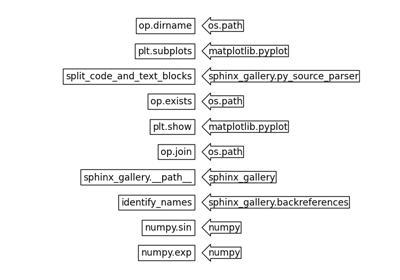 op.dirname os.path
plt.subplots matplotlib.pyplot
split_code_and_text_blocks sphinx_gallery.py_source_parser
op.exists os.path
plt.show matplotlib.pyplot
op.join os.path
sphinx_gallery.__path__ sphinx_gallery
identify_names sphinx_gallery.backreferences
numpy.sin numpy
numpy.exp numpy